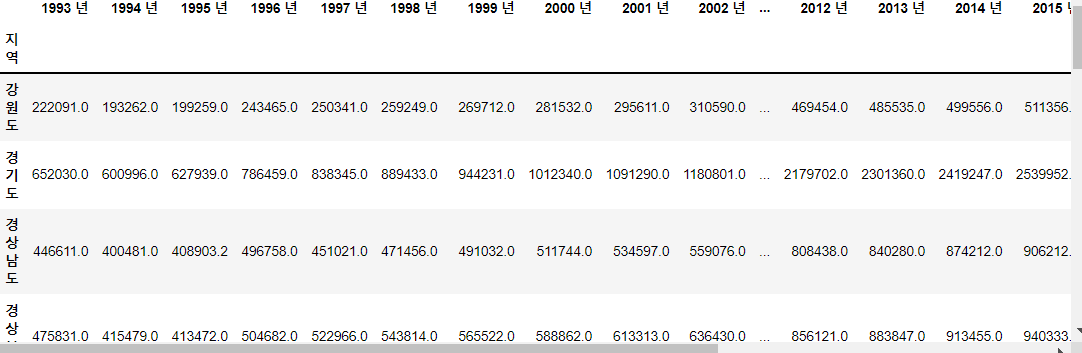 1993 년 1994 년 1995 년 1996 년 1997 년 1998 년 1999 년 2000 년 2001 년 2002 년 ... 2012 년 2013 년 2014 년 2015
지
역
강
원
도
222091.0 193262.0 199259.0 243465.0 250341.0 259249.0 269712.0 281532.0 295611.0 310590.0 ... 469454.0 485535.0 499556.0 511356.
경
기
도
652030.0 600996.0 627939.0 786459.0 838345.0 889433.0 944231.0 1012340.0 1091290.0 1180801.0 ... 2179702.0 2301360.0 2419247.0 2539952.
경
상
남
도
446611.0 400481.0 408903.2 496758.0 451021.0 471456.0 491032.0 511744.0 534597.0 559076.0 ... 808438.0 840280.0 874212.0 906212.
경
상
475831.0 415479.0 413472.0 504682.0 522966.0 543814.0 565522.0 588862.0 613313.0 636430.0 ... 856121.0 883847.0 913455.0 940333.